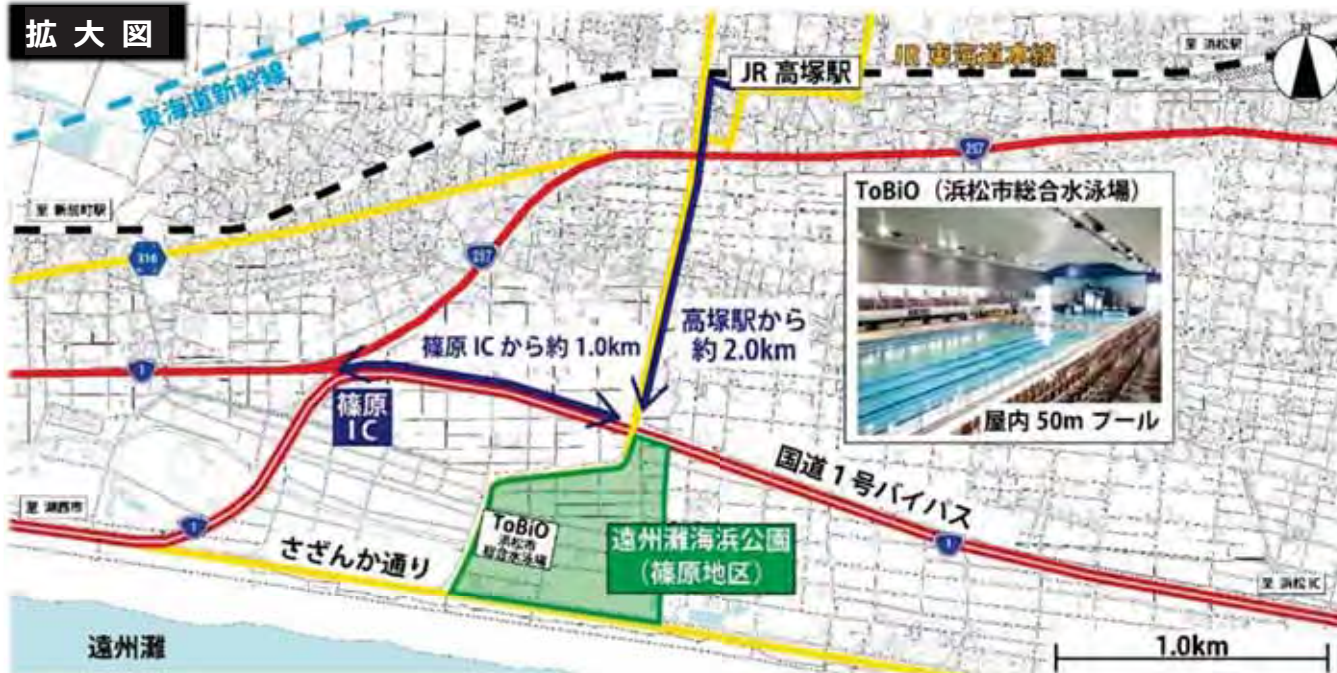 拡大図
東海道新幹線
JR 高塚駅
JR 東海道本線
至 浜松駅
N
257
ToBiO（浜松市総合水泳場）
至 新居町駅
316
257
高塚駅から
約 2.0km
篠原 IC から約 1.0km
屋内 50m プール
1
篠原
IC
国道 1 号バイパス
至 湖西市
1
ToBiO
浜松市
総合水泳場
遠州灘海浜公園
（篠原地区）
1
さざんか通り
至 浜松 IC
遠州灘
1.0km